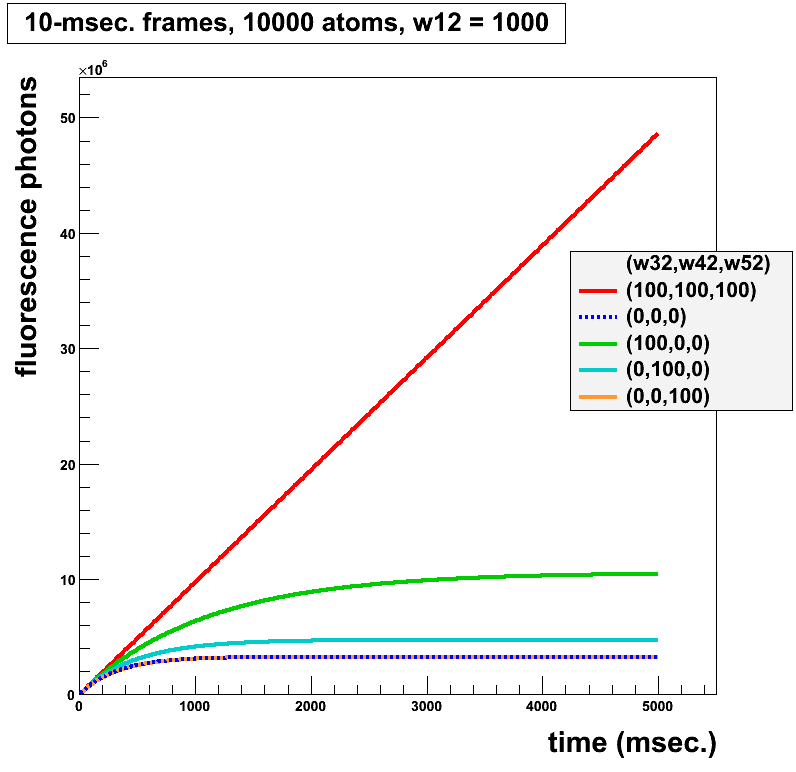 10-msec. frames, 10000 atoms, w12 = 1000
×10⁶
fluorescence photons
50
40
30
20
10
0
0 1000 2000 3000 4000 5000
time (msec.)
(w32,w42,w52)
(100,100,100)
(0,0,0)
(100,0,0)
(0,100,0)
(0,0,100)